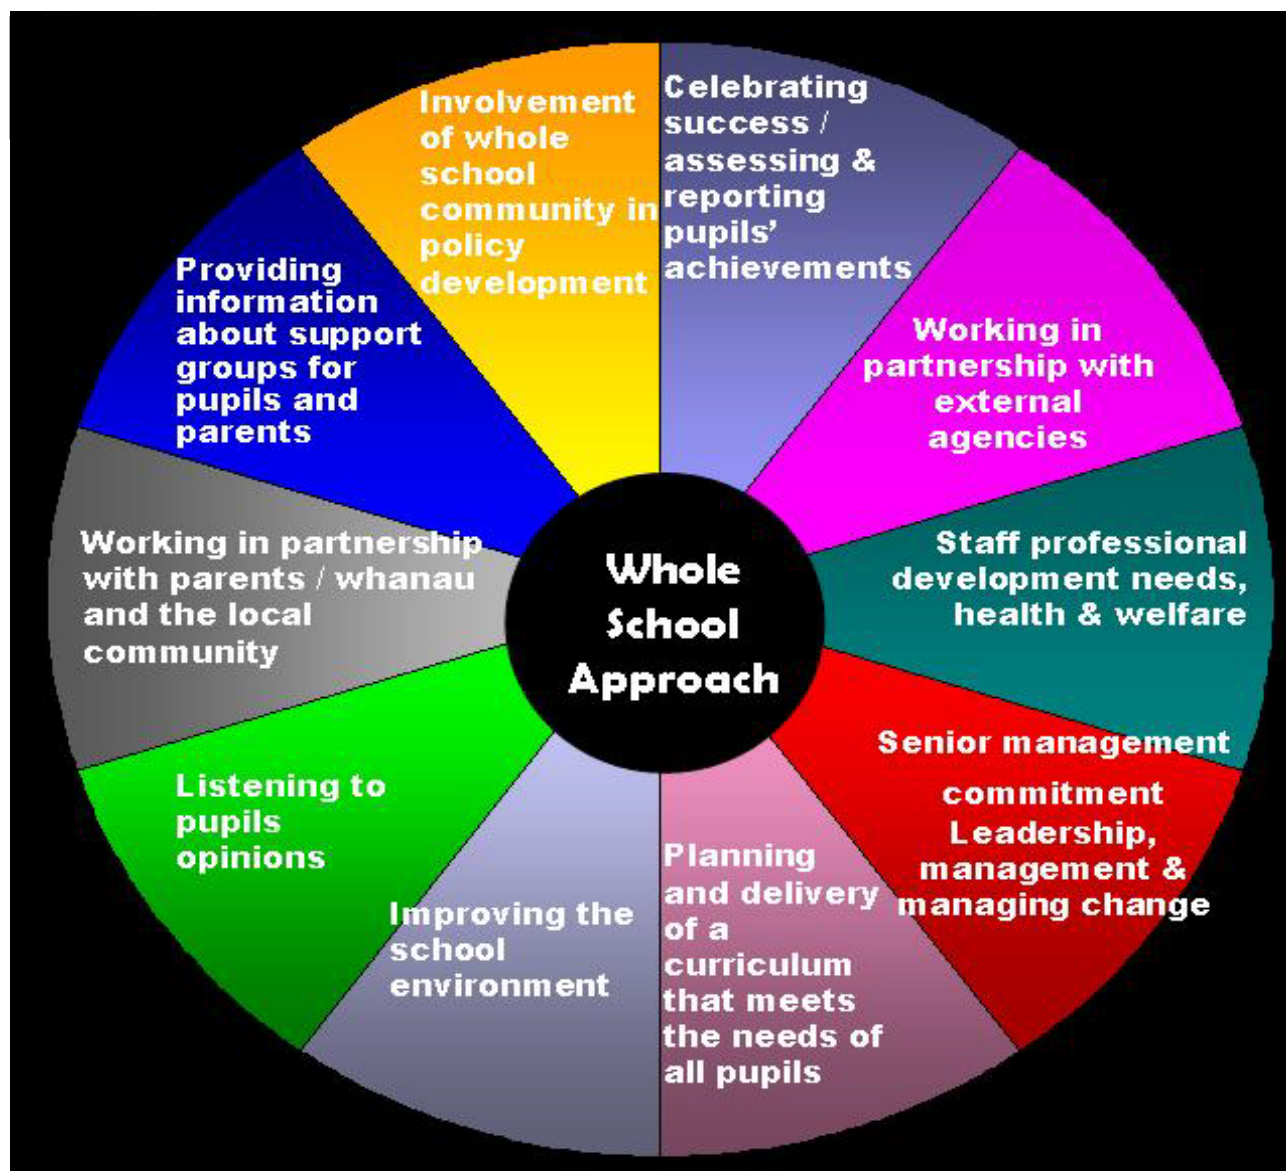 Celebrating
success /
assessing &
reporting
pupils’
achievements
Working in
partnership with
external
agencies
Staff professional
development needs,
health & welfare
Senior management
commitment
Leadership,
management &
managing change
Planning
and delivery
of a
curriculum
that meets
the needs of
all pupils
Improving the
school
environment
Listening to
pupils
opinions
Working in partnership
with parents / whanau
and the local
community
Providing
information
about support
groups for
pupils and
parents
Involvement
of whole
school
community in
policy
development
Whole
School
Approach